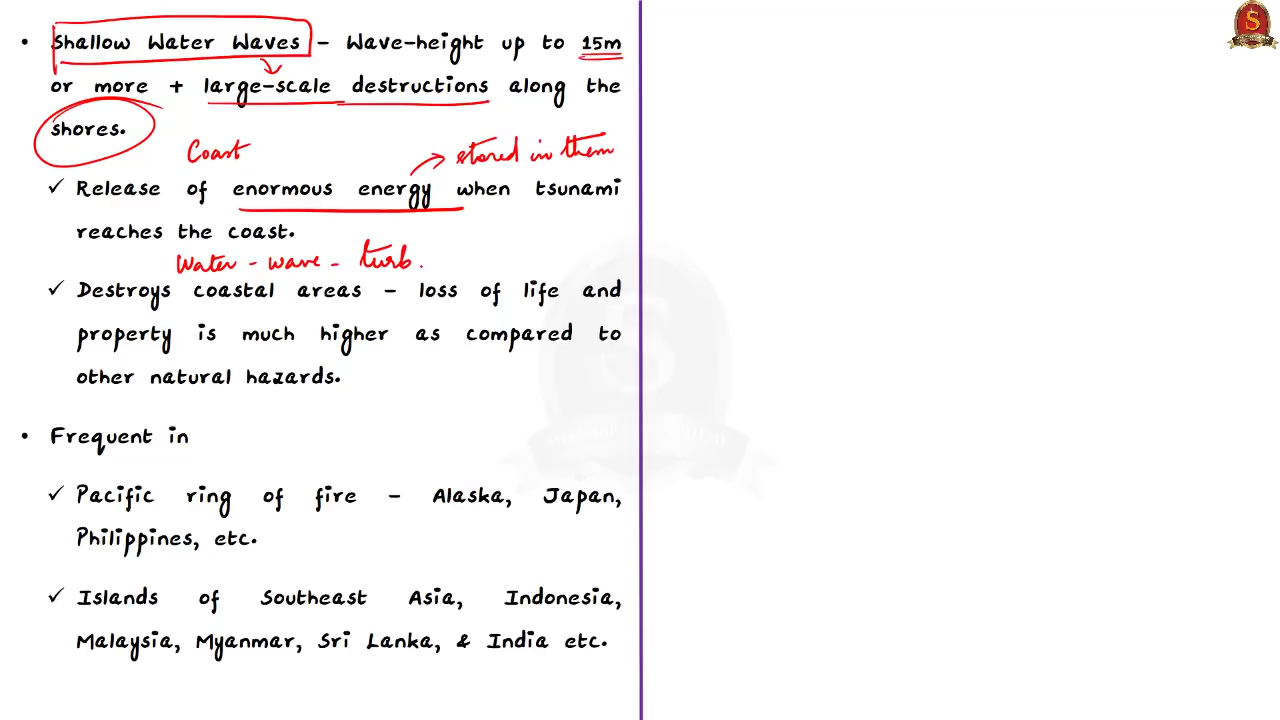 • Shallow Water Waves - Wave-height up to 15m
or more + large-scale destructions along the
shores.
Coast
stored in them
✓ Release of enormous energy when tsunami
reaches the coast.
Water - wave - turb.
✓ Destroys coastal areas - loss of life and
property is much higher as compared to
other natural hazards.
• Frequent in
✓ Pacific ring of fire - Alaska, Japan,
Philippines, etc.
✓ Islands of Southeast Asia, Indonesia,
Malaysia, Myanmar, Sri Lanka, & India etc.
S